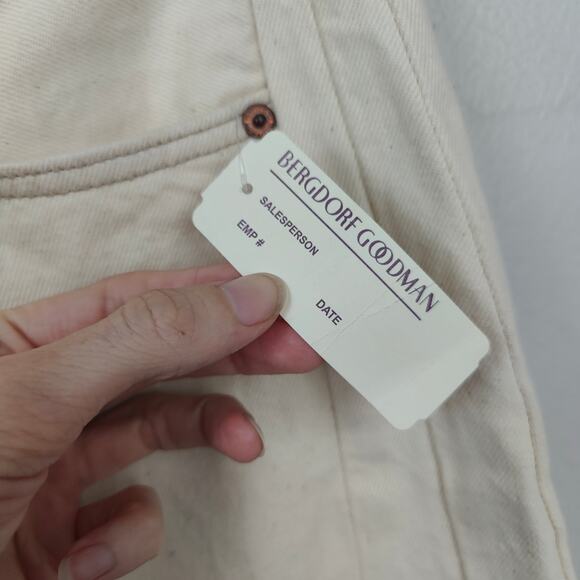 BERGDORF GOODMAN
SALESPERSON
EMP #
DATE